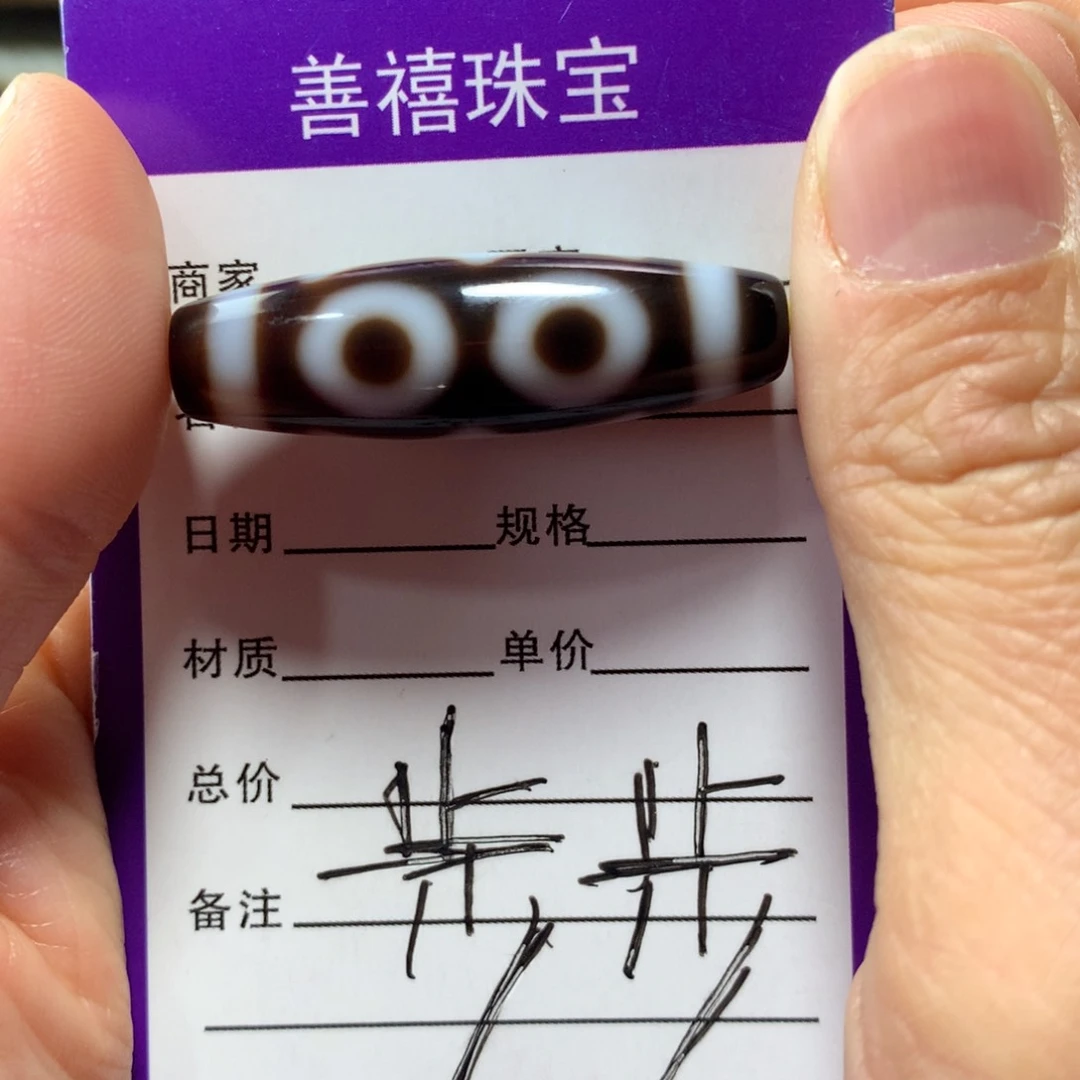 善禧珠宝
商家
日期 规格
材质 单价
总价
备注
步步